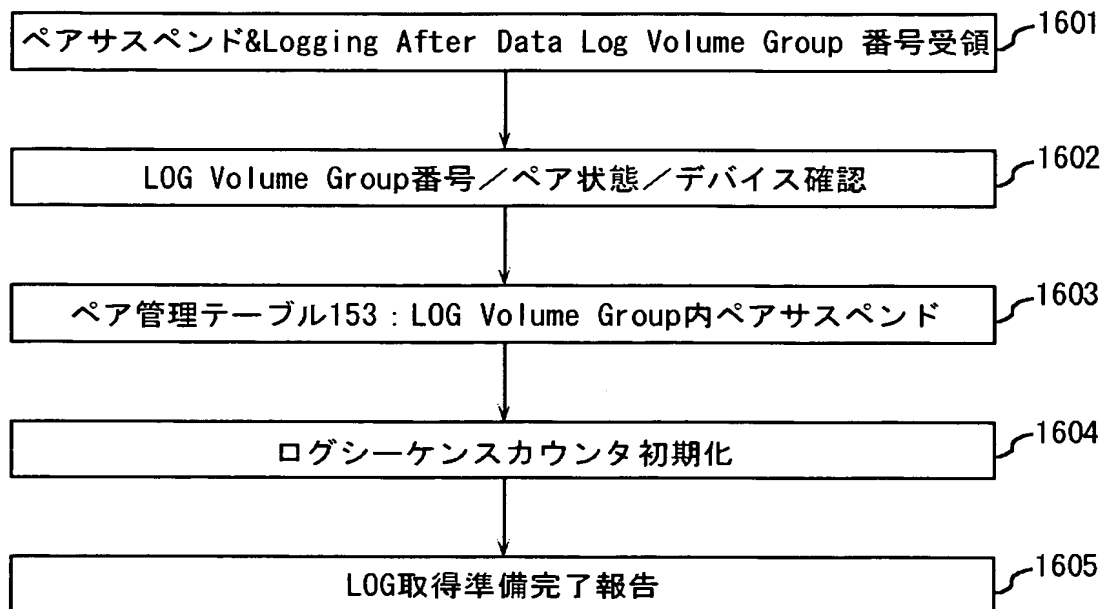 ペアサスペンド&Logging After Data Log Volume Group 番号受領
1601
LOG Volume Group番号／ペア状態／デバイス確認
1602
ペア管理テーブル153：LOG Volume Group内ペアサスペンド
1603
ログシーケンスカウンタ初期化
1604
LOG取得準備完了報告
1605